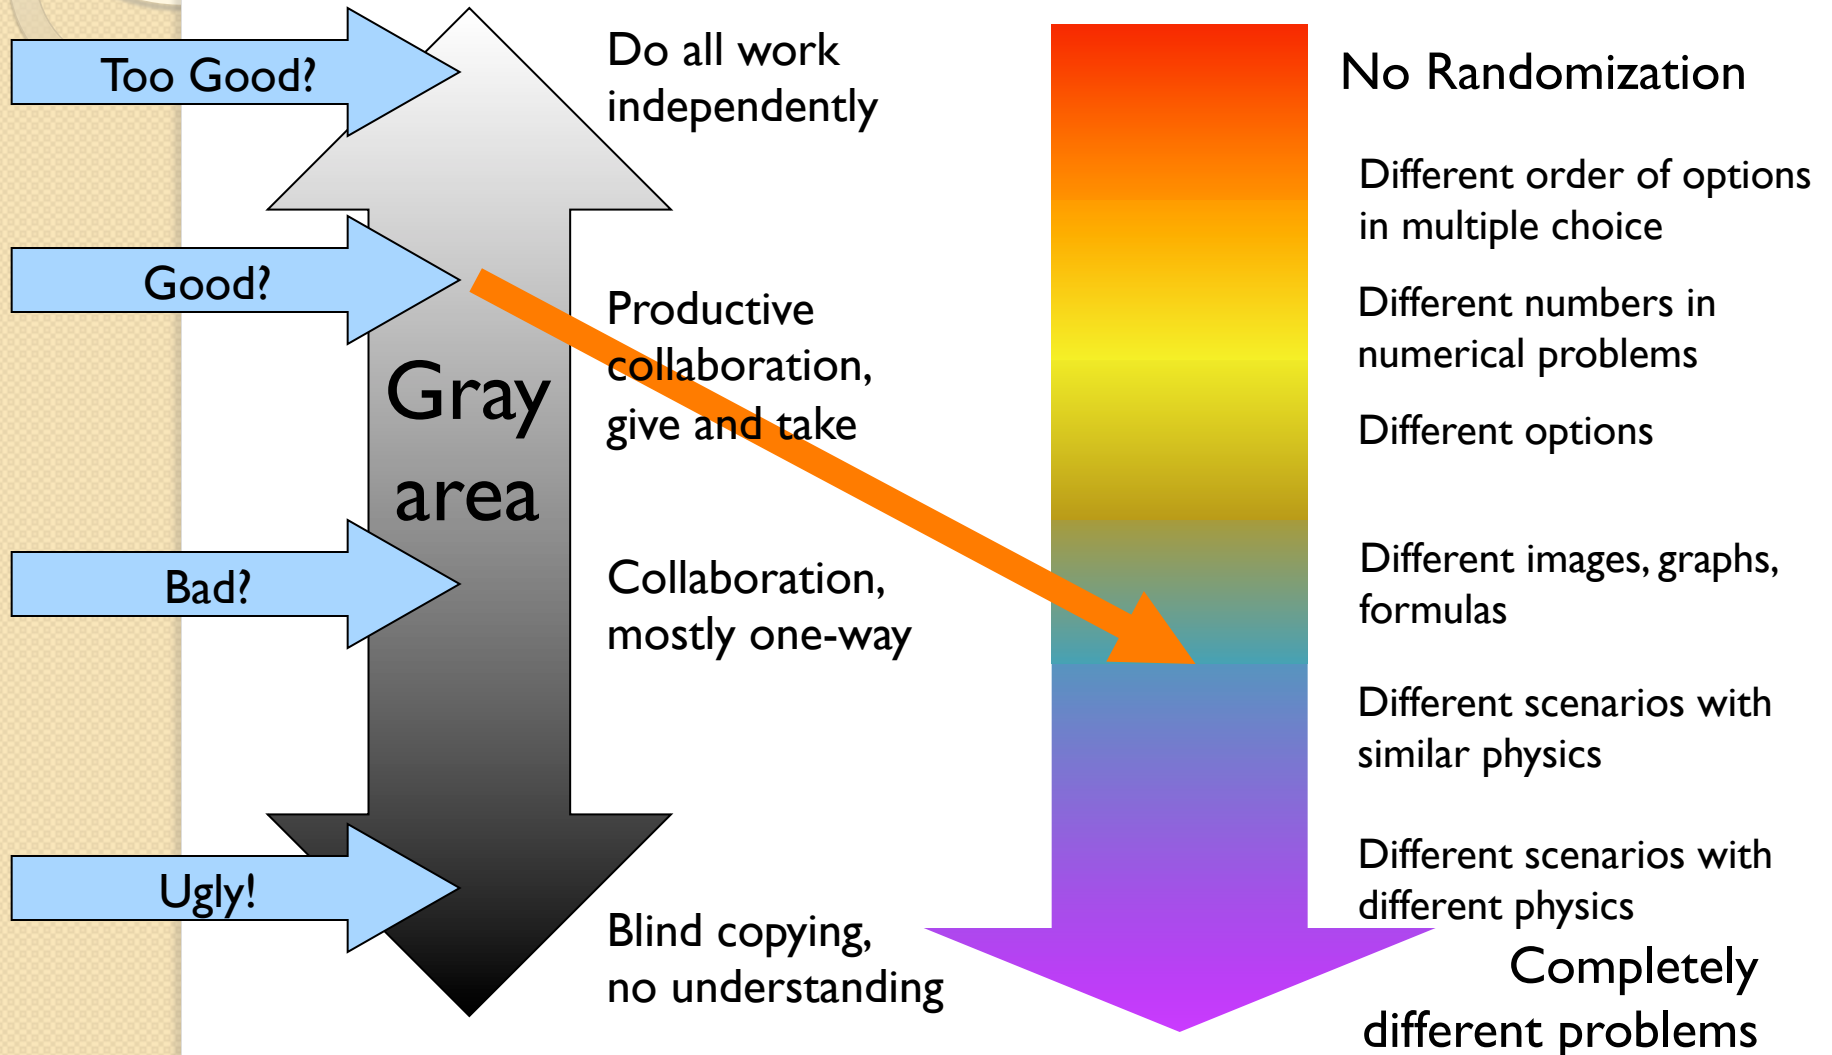 Too Good?
Good?
Bad?
Ugly!
Gray
area
Do all work
independently
Productive
collaboration,
give and take
Collaboration,
mostly one-way
Blind copying,
no understanding
No Randomization
Different order of options
in multiple choice
Different numbers in
numerical problems
Different options
Different images, graphs,
formulas
Different scenarios with
similar physics
Different scenarios with
different physics
Completely
different problems